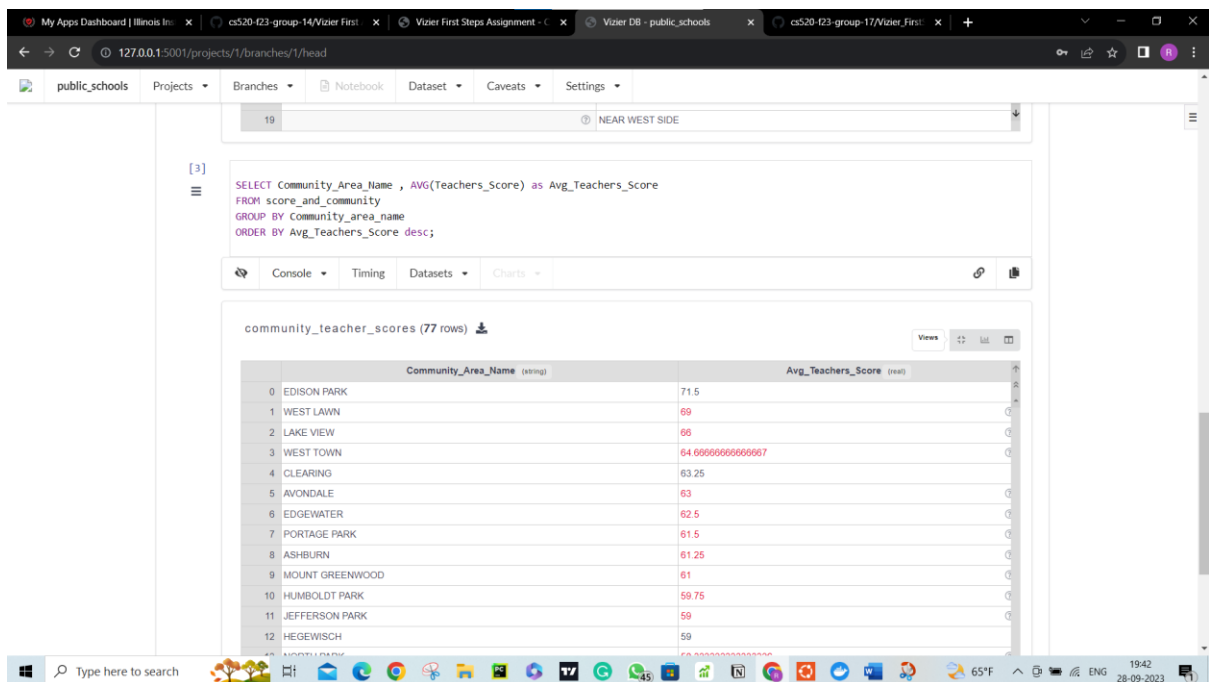 My Apps Dashboard | Illinois Ins
cs520-f23-group-14/Vizier First
Vizier First Steps Assignment - C
Vizier DB - public_schools
cs520-f23-group-17/Vizier_First
127.0.0.1:5001/projects/1/branches/1/head
R
public_schools Projects Branches Notebook Dataset Caveats Settings
19 NEAR WEST SIDE
[3]
SELECT Community_Area_Name , AVG(Teachers_Score) as Avg_Teachers_Score
FROM score_and_community
GROUP BY Community_area_name
ORDER BY Avg_Teachers_Score desc;
Console Timing Datasets Charts
community_teacher_scores (77 rows)
Views
Community_Area_Name (string) Avg_Teachers_Score (real)
0 EDISON PARK 71.5
1 WEST LAWN 69
2 LAKE VIEW 66
3 WEST TOWN 64.66666666666667
4 CLEARING 63.25
5 AVONDALE 63
6 EDGEWATER 62.5
7 PORTAGE PARK 61.5
8 ASHBURN 61.25
9 MOUNT GREENWOOD 61
10 HUMBOLDT PARK 59.75
11 JEFFERSON PARK 59
12 HEGEWISCH 59
Type here to search
45
65°F
ENG
19:42
28-09-2023